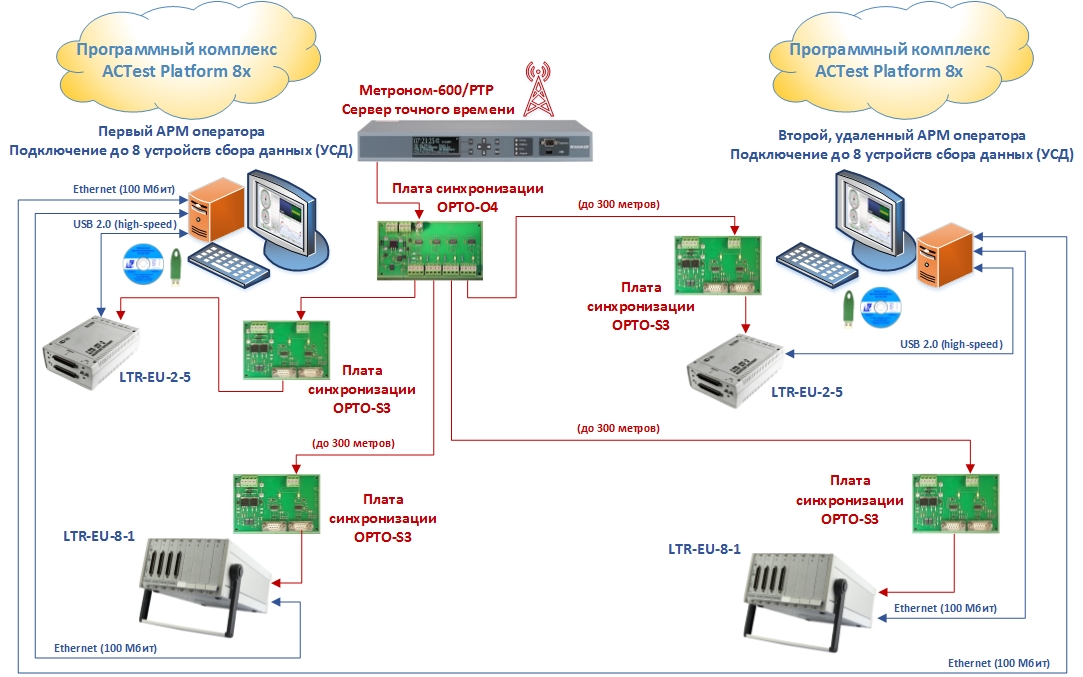 Программный комплекс
ACTest Platform 8x
Программный комплекс
ACTest Platform 8x
Метроном-600/PTP
Сервер точного времени
Первый АРМ оператора
Подключение до 8 устройств сбора данных (УСД)
Второй, удаленный АРМ оператора
Подключение до 8 устройств сбора данных (УСД)
Ethernet (100 Мбит)
USB 2.0 (high-speed)
Плата синхронизации
OPTO-O4
(до 300 метров)
Плата
синхронизации
OPTO-S3
USB 2.0 (high-speed)
LTR-EU-2-5
Плата
синхронизации
OPTO-S3
LTR-EU-2-5
(до 300 метров)
(до 300 метров)
Плата
синхронизации
OPTO-S3
Плата
синхронизации
OPTO-S3
LTR-EU-8-1
LTR-EU-8-1
Ethernet (100 Мбит)
Ethernet (100 Мбит)
Ethernet (100 Мбит)